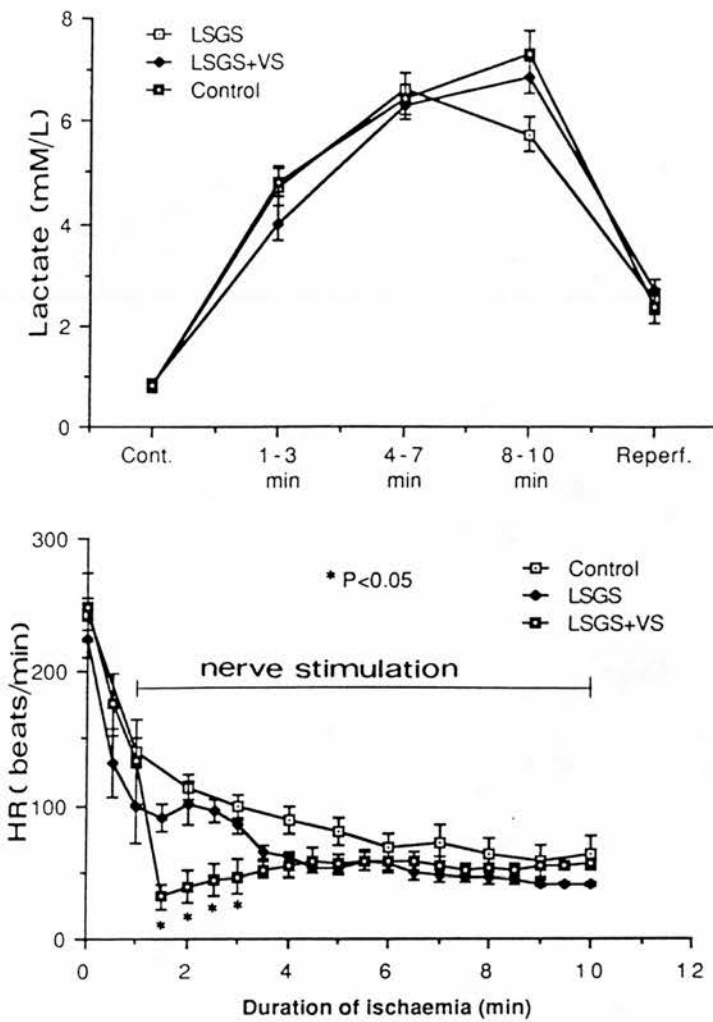 8
6
4
2
0
Lactate (mM/L)
LSGS
LSGS+VS
Control
Cont.
1-3
min
4-7
min
8-10
min
Reperf.
300
200
100
0
HR( beats/min)
* P<0.05
Control
LSGS
LSGS+VS
nerve stimulation
*
*
*
*
0
2
4
6
8
10
12
Duration of ischaemia (min)